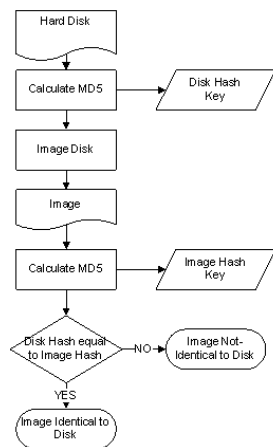 Hard Disk
Calculate MD5
Disk Hash
Key
Image Disk
Image
Calculate MD5
Image Hash
Key
Disk Hash equal
to Image Hash
NO
Image Not-
Identical to Disk
YES
Image Identical to
Disk